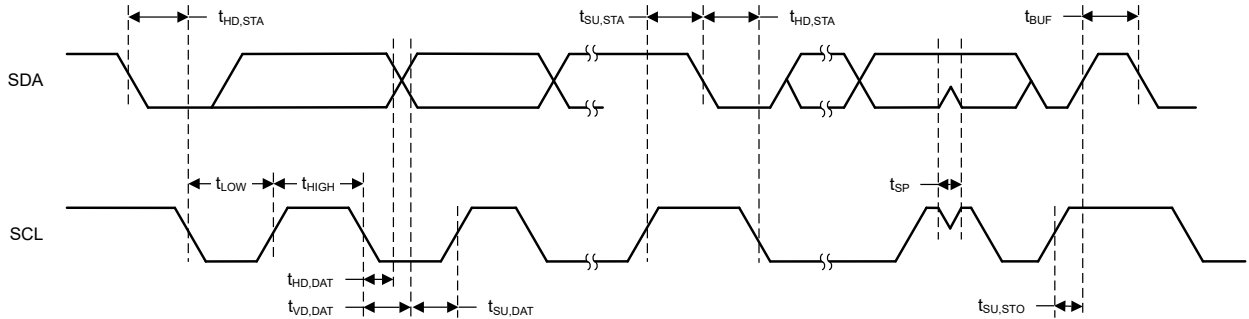 tHD,STA
tSU,STA
tHD,STA
tBUF
SDA
tLOW
tHIGH
tSP
SCL
tHD,DAT
tVD,DAT
tSU,DAT
tSU,STO